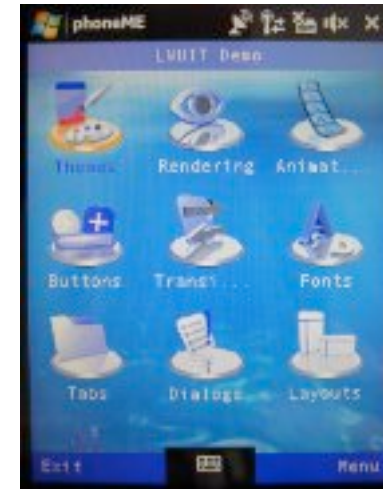 phoneME
LWUIT Demo
Themes Rendering Animat...
Buttons Transi... Fonts
Tabs Dialogs Layouts
Exit Menu